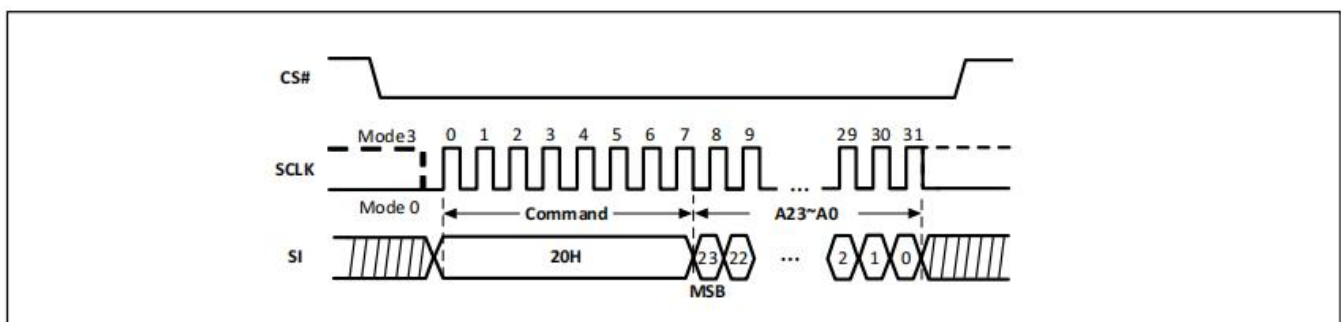 CS#
Mode3 0 1 2 3 4 5 6 7 8 9 29 30 31
SCLK
...
Mode 0
Command A23~A0
SI 20H 23 22 ... 2 1 0
MSB